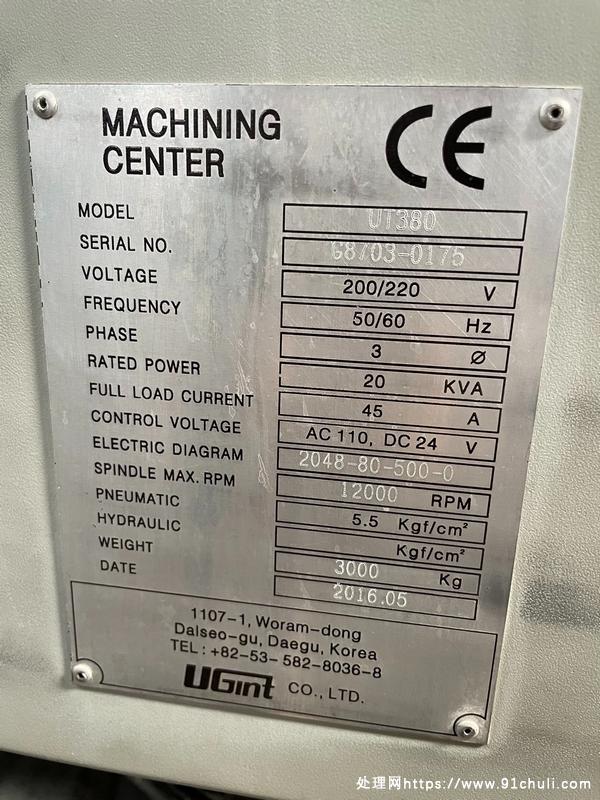 MACHINING
CENTER
CE
MODEL UT380
SERIAL NO. G8703-0175
VOLTAGE 200/220 V
FREQUENCY 50/60 Hz
PHASE 3 Ø
RATED POWER 20 KVA
FULL LOAD CURRENT 45 A
CONTROL VOLTAGE AC 110, DC 24 V
ELECTRIC DIAGRAM 2048-80-500-0
SPINDLE MAX. RPM 12000 RPM
PNEUMATIC 5.5 Kgf/cm²
HYDRAULIC Kgf/cm²
WEIGHT 3000 Kg
DATE 2016.05
1107-1, Woram-dong
Dalseo-gu, Daegu, Korea
TEL : +82-53-582-8036-8
UGint CO., LTD.
处理网https://www.91chuli.com